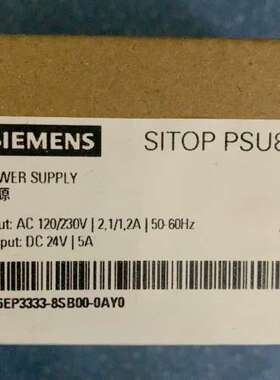 SIEMENS SITOP PSU8
OWER SUPPLY
源
ut: AC 120/230V | 2,1/1,2A | 50-60Hz
put: DC 24V | 5A
6EP3333-8SB00-0AY0